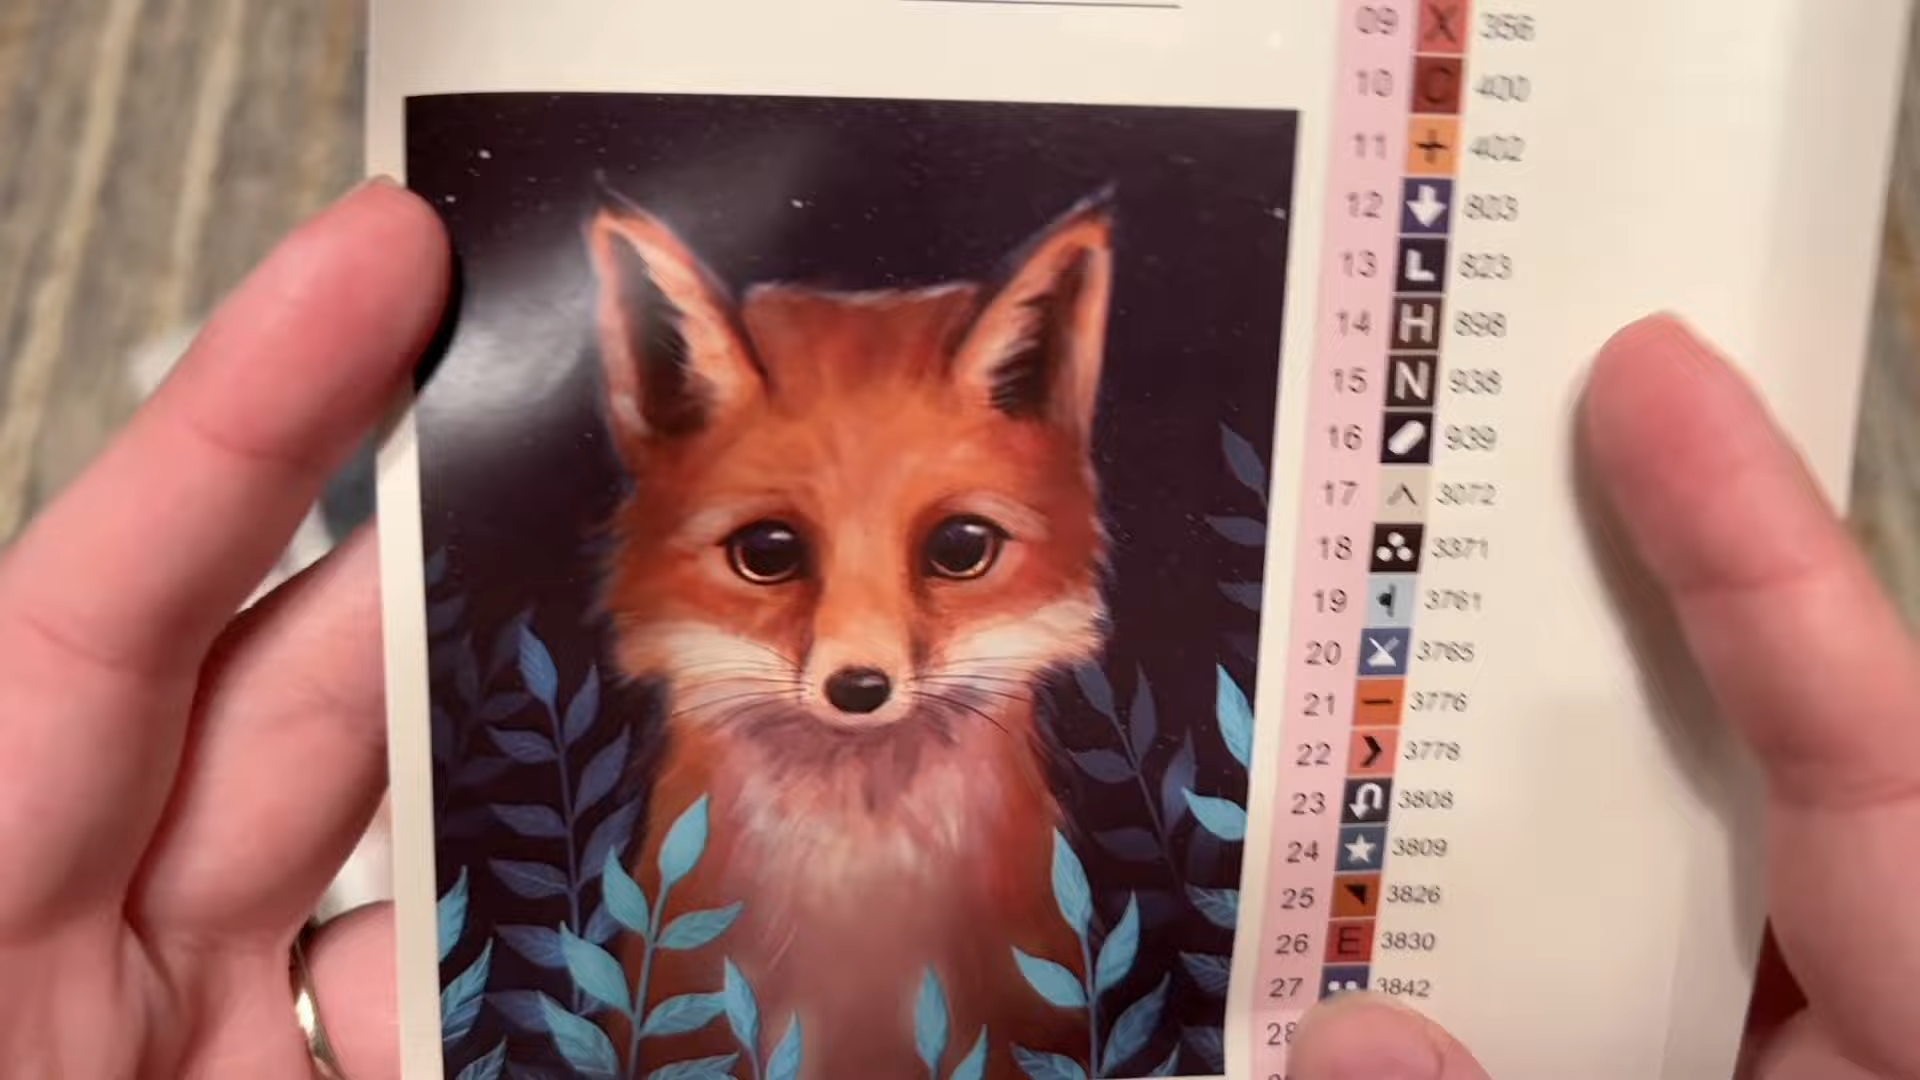 09 X 356
10 C 400
11 + 402
12 803
13 L 823
14 H 898
15 N 938
16 939
17 3072
18 3371
19 3761
20 3765
21 3776
22 3778
23 3808
24 3809
25 3826
26 E 3830
27 3842
28